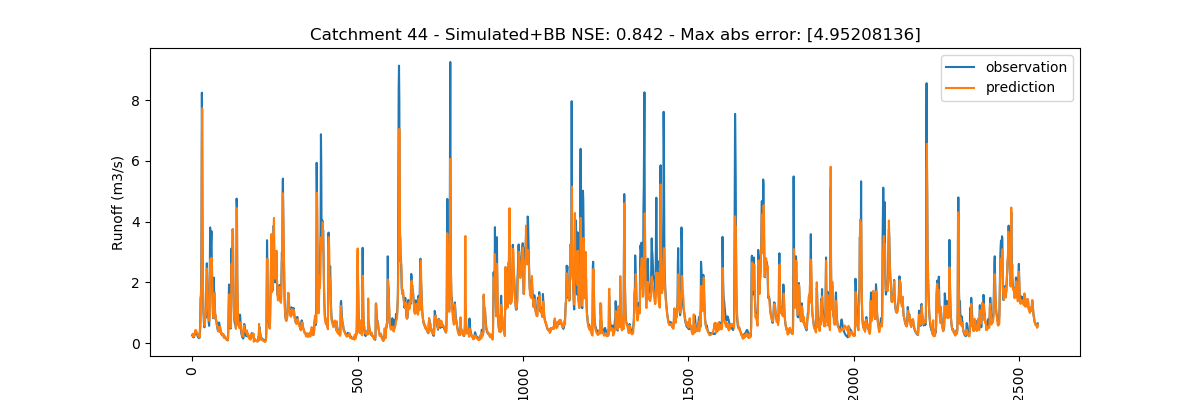 Catchment 44 - Simulated+BB NSE: 0.842 - Max abs error: [4.95208136]
observation
prediction
Runoff (m3/s)
8
6
4
2
0
0
500
1000
1500
2000
2500